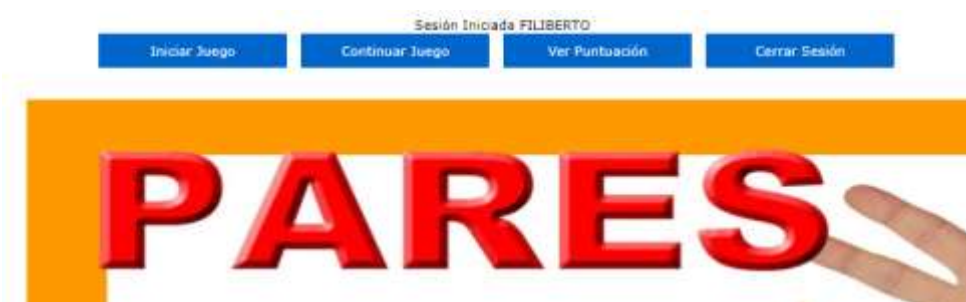 Sesión Iniciada FILIBERTO
Iniciar Juego Continuar Juego Ver Puntuación Cerrar Sesión
PARES